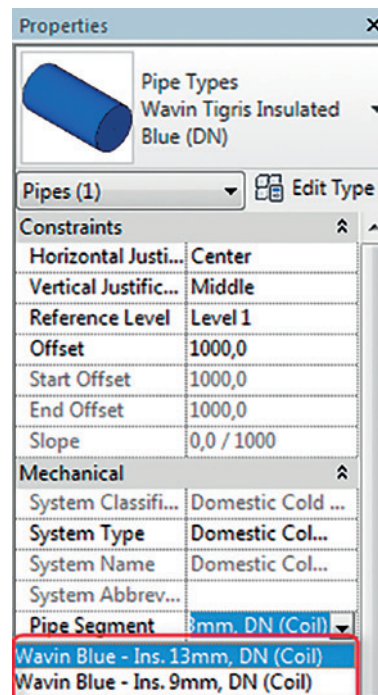 Properties
Pipe Types
Wavin Tigris Insulated
Blue (DN)
Pipes (1)
Edit Type
Constraints
Horizontal Justi... Center
Vertical Justific... Middle
Reference Level Level 1
Offset 1000,0
Start Offset 1000,0
End Offset 1000,0
Slope 0,0 / 1000
Mechanical
System Classifi... Domestic Cold ...
System Type Domestic Col...
System Name Domestic Col...
System Abbrev...
Pipe Segment 3mm, DN (Coil)
Wavin Blue - Ins. 13mm, DN (Coil)
Wavin Blue - Ins. 9mm, DN (Coil)